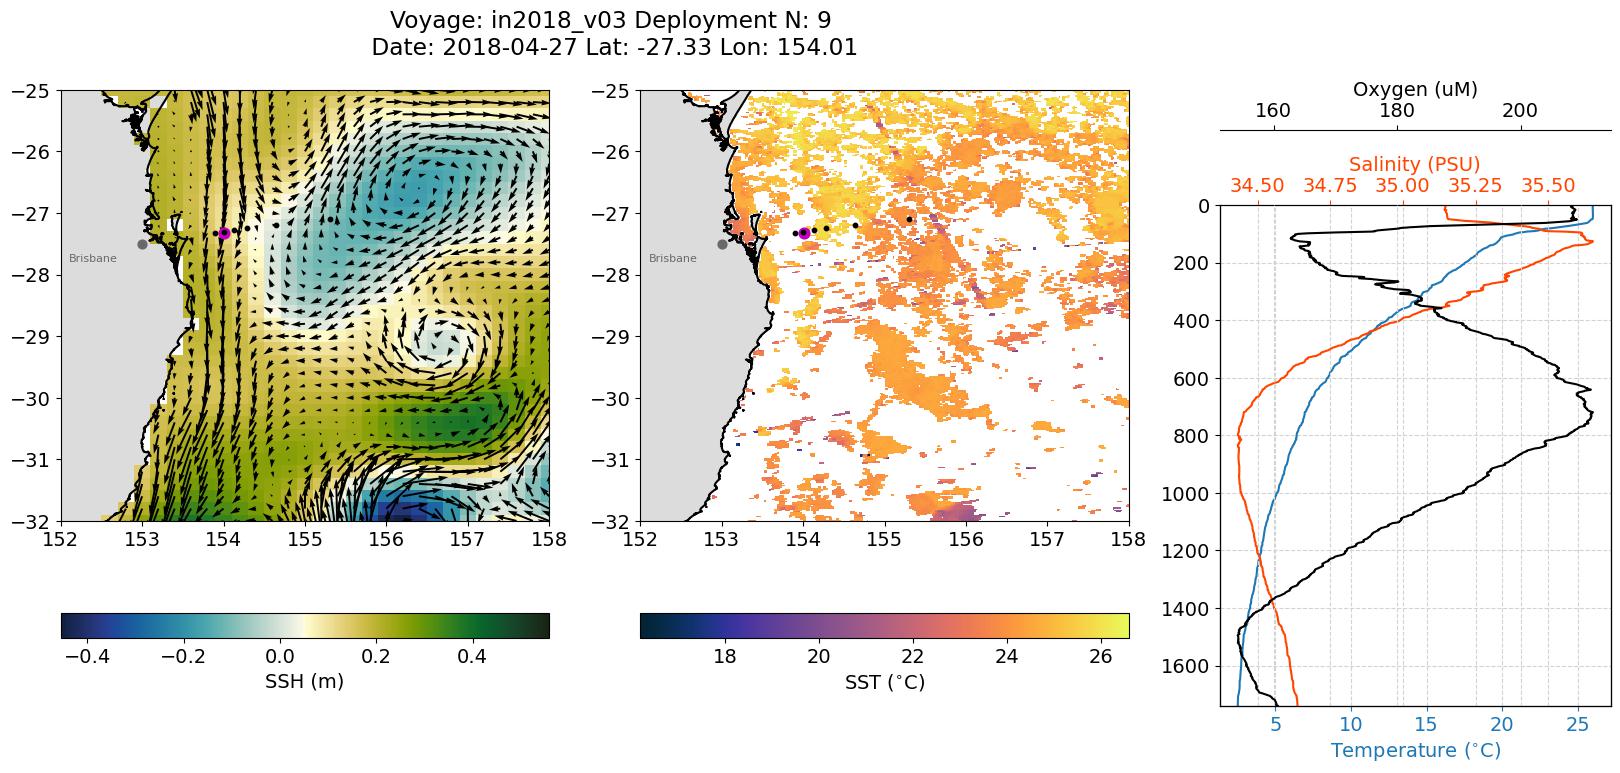 Voyage: in2018_v03 Deployment N: 9
Date: 2018-04-27 Lat: -27.33 Lon: 154.01
−25
−26
−27
−28
−29
−30
−31
−32
152 153 154 155 156 157 158
Brisbane
−0.4 −0.2 0.0 0.2 0.4
SSH (m)
−25
−26
−27
−28
−29
−30
−31
−32
152 153 154 155 156 157 158
Brisbane
18 20 22 24 26
SST (°C)
Oxygen (uM)
160 180 200
Salinity (PSU)
34.50 34.75 35.00 35.25 35.50
0
200
400
600
800
1000
1200
1400
1600
5 10 15 20 25
Temperature (°C)